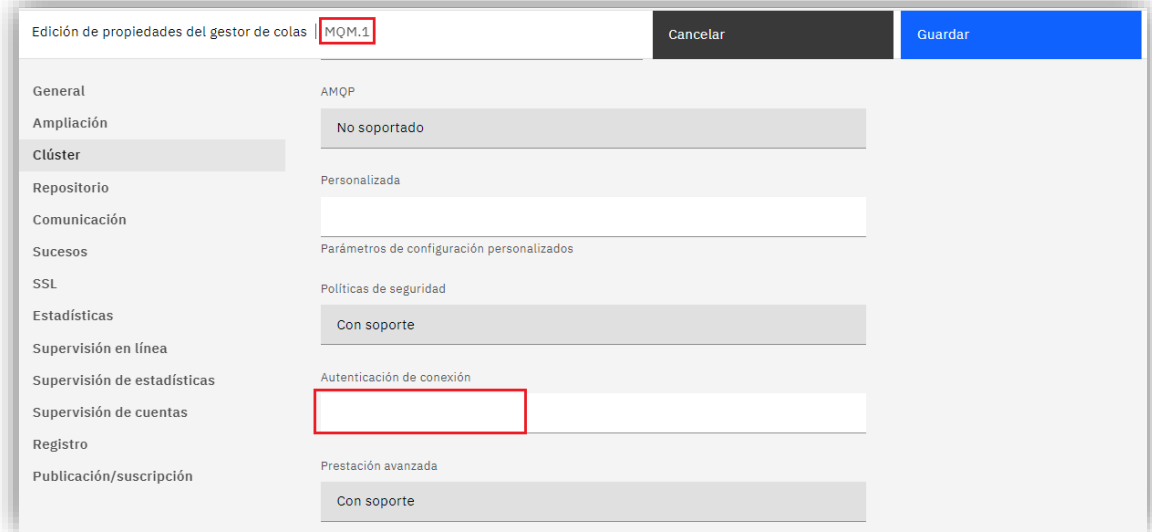 Edición de propiedades del gestor de colas | MQM.1
Cancelar
Guardar
General
Ampliación
Clúster
Repositorio
Comunicación
Sucesos
SSL
Estadísticas
Supervisión en línea
Supervisión de estadísticas
Supervisión de cuentas
Registro
Publicación/suscripción
AMQP
No soportado
Personalizada
Parámetros de configuración personalizados
Políticas de seguridad
Con soporte
Autenticación de conexión
Prestación avanzada
Con soporte